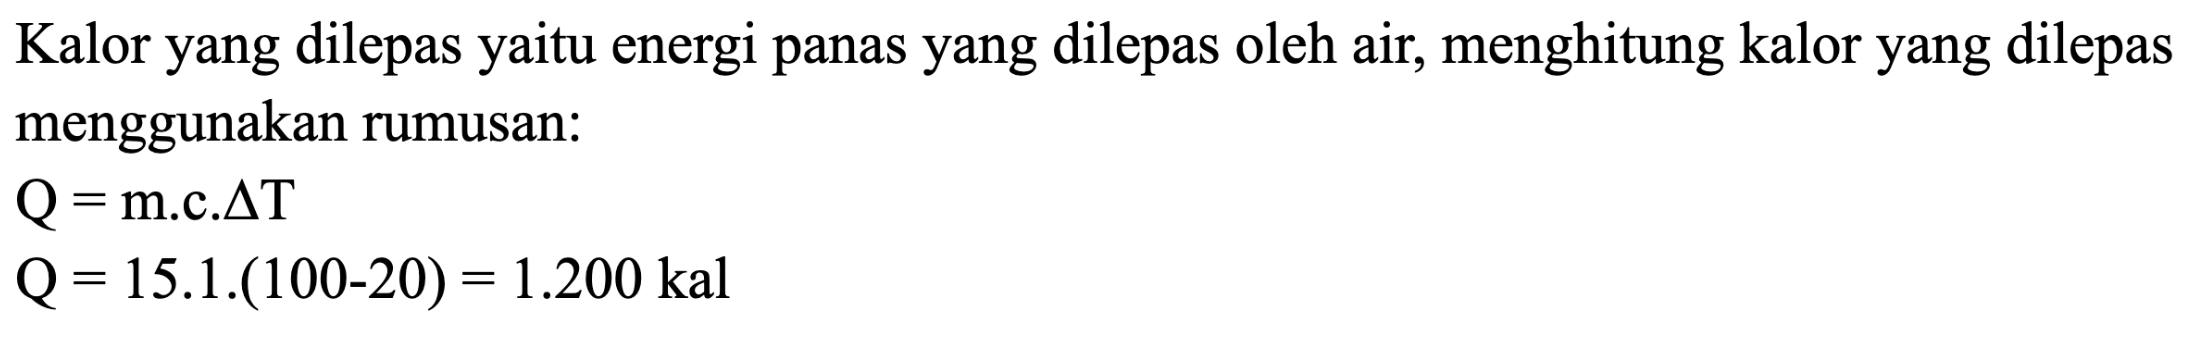 Kalor yang dilepas yaitu energi panas yang dilepas oleh air, menghitung kalor yang dilepas
menggunakan rumusan:
Q = m.c.ΔT
Q = 15.1.(100-20) = 1.200 kal